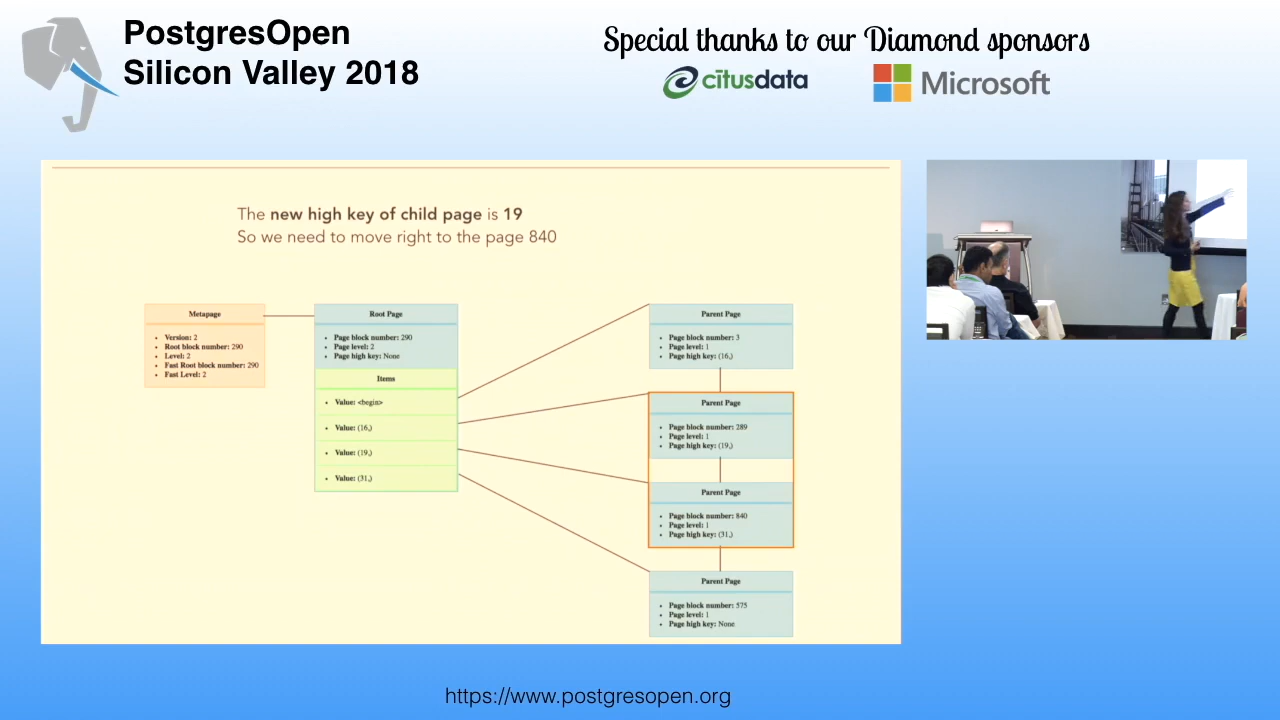 PostgresOpen
Silicon Valley 2018
Special thanks to our Diamond sponsors
citusdata
Microsoft
The new high key of child page is 19
So we need to move right to the page 840
Metapage
• Version: 2
• Root block number: 290
• Level: 2
• Fast Root block number: 290
• Fast Level: 2
Root Page
• Page block number: 290
• Page level: 2
• Page high key: None
Items
• Value: <begin>
• Value: (16,)
• Value: (19,)
• Value: (31,)
Parent Page
• Page block number: 3
• Page level: 1
• Page high key: (16,)
Parent Page
• Page block number: 289
• Page level: 1
• Page high key: (19,)
Parent Page
• Page block number: 840
• Page level: 1
• Page high key: (31,)
Parent Page
• Page block number: 575
• Page level: 1
• Page high key: None
https://www.postgresopen.org